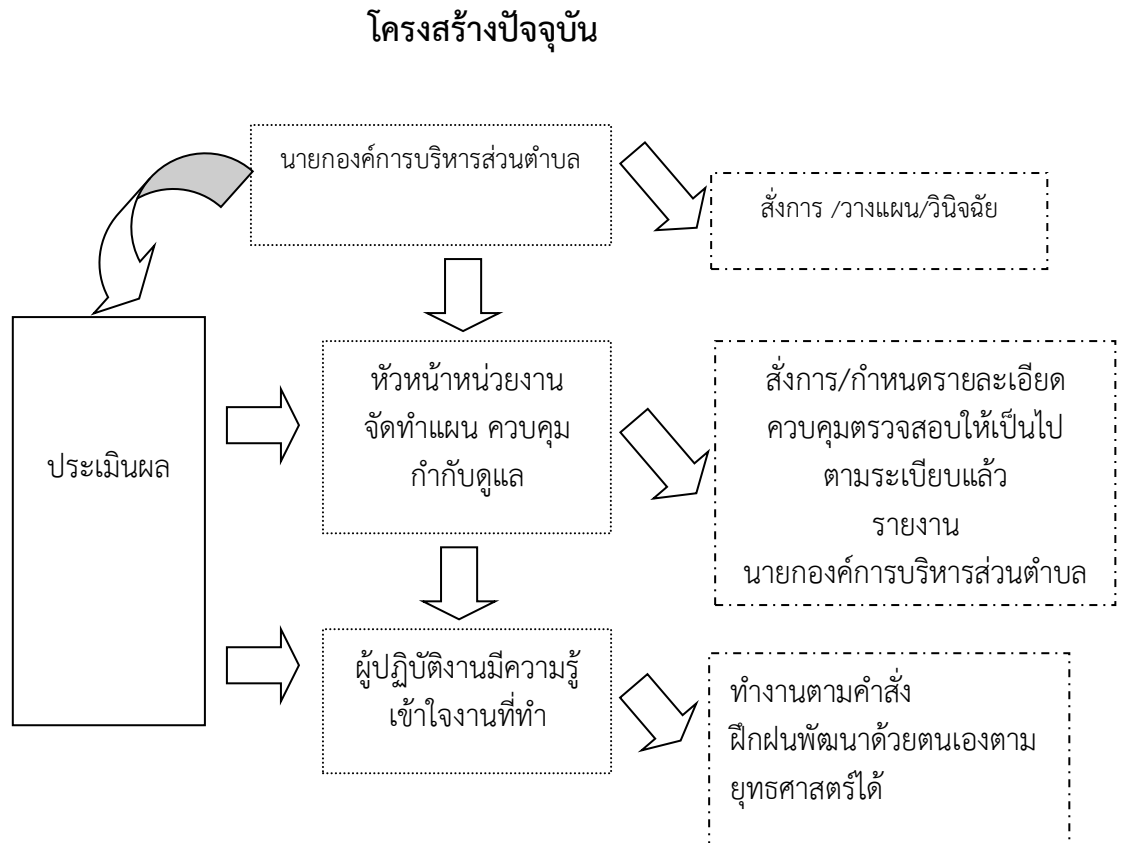 โครงสร้างปัจจุบัน
นายกองค์การบริหารส่วนตำบล
สั่งการ /วางแผน/วินิจฉัย
ประเมินผล
หัวหน้าหน่วยงาน
จัดทำแผน ควบคุม
กำกับดูแล
สั่งการ/กำหนดรายละเอียด
ควบคุมตรวจสอบให้เป็นไป
ตามระเบียบแล้ว
รายงาน
นายกองค์การบริหารส่วนตำบล
ผู้ปฏิบัติงานมีความรู้
เข้าใจงานที่ทำ
ทำงานตามคำสั่ง
ฝึกฝนพัฒนาด้วยตนเองตาม
ยุทธศาสตร์ได้